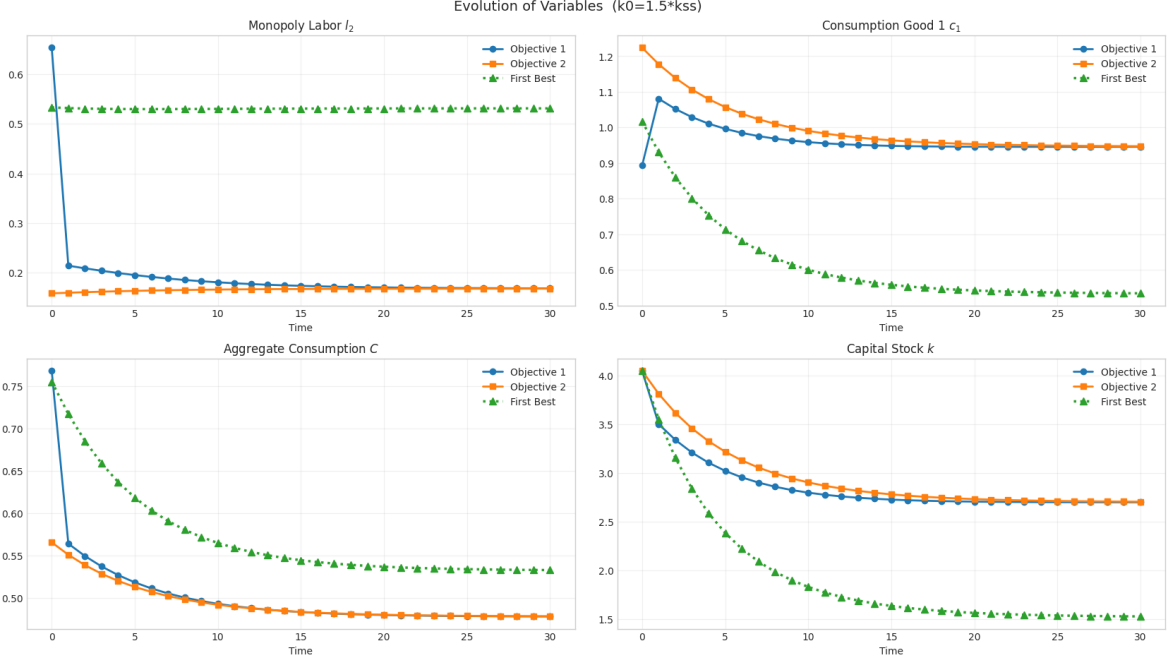 Evolution of Variables (k0=1.5*kss)
Monopoly Labor l₂
0.6
0.5
0.4
0.3
0.2
Objective 1
Objective 2
First Best
0 5 10 15 20 25 30
Time
Consumption Good 1 c₁
1.2
1.1
1.0
0.9
0.8
0.7
0.6
0.5
Objective 1
Objective 2
First Best
0 5 10 15 20 25 30
Time
Aggregate Consumption C
0.75
0.70
0.65
0.60
0.55
0.50
Objective 1
Objective 2
First Best
0 5 10 15 20 25 30
Time
Capital Stock k
4.0
3.5
3.0
2.5
2.0
1.5
Objective 1
Objective 2
First Best
0 5 10 15 20 25 30
Time